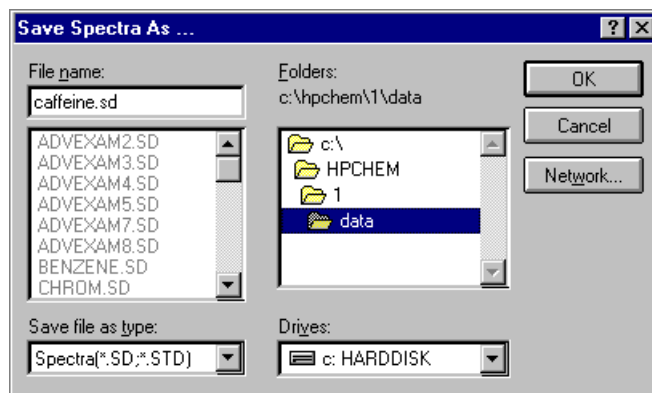 Save Spectra As ...
File name:
caffeine.sd
ADVEXAM2.SD
ADVEXAM3.SD
ADVEXAM4.SD
ADVEXAM5.SD
ADVEXAM7.SD
ADVEXAM8.SD
BENZENE.SD
CHROM.SD
Save file as type:
Spectra(*.SD;*.STD)
Folders:
c:\hpchem\1\data
c:\
HPCHEM
1
data
Drives:
c: HARDDISK
OK
Cancel
Network...